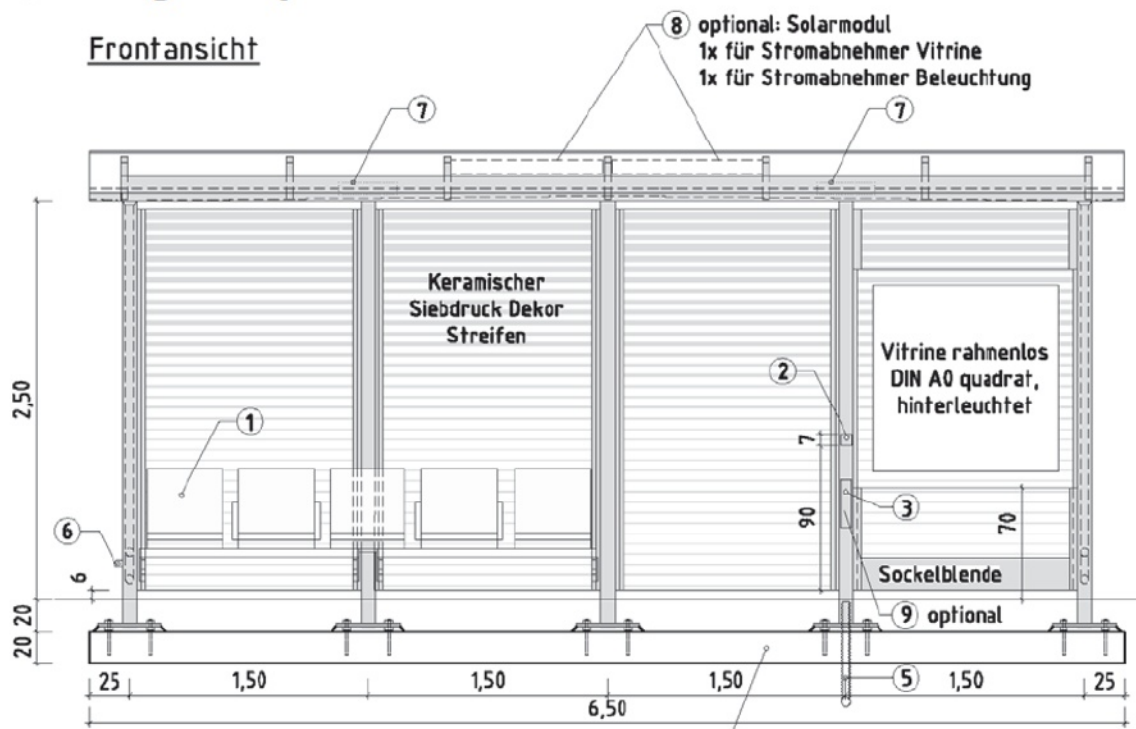 Frontansicht
8 optional: Solarmodul
1x für Stromabnehmer Vitrine
1x für Stromabnehmer Beleuchtung
7
7
Keramischer
Siebdruck Dekor
Streifen
Vitrine rahmenlos
DIN A0 quadrat,
hinterleuchtet
2,50
1
2
7
3
90
70
6
6
Sockelblende
9 optional
20
20
5
25 1,50 1,50 1,50 1,50 25
6,50